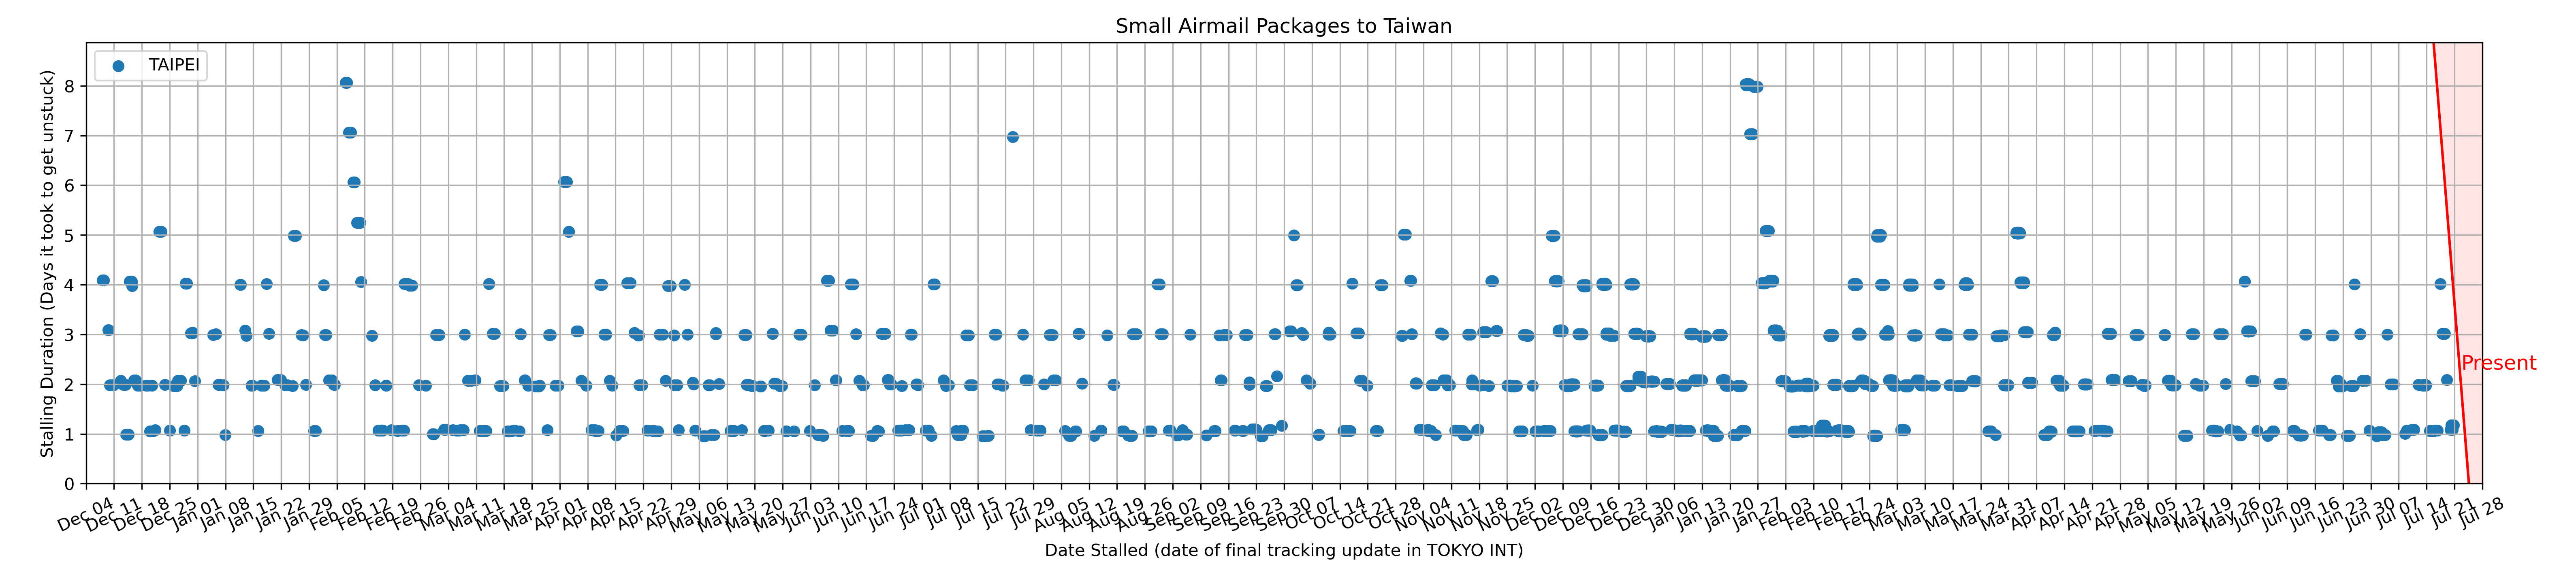 Small Airmail Packages to Taiwan
TAIPEI
Stalling Duration (Days it took to get unstuck)
8
7
6
5
4
3
2
1
0
Present
Dec 04
Dec 11
Dec 18
Dec 25
Jan 01
Jan 08
Jan 15
Jan 22
Jan 29
Feb 05
Feb 12
Feb 19
Feb 26
Mar 04
Mar 11
Mar 18
Mar 25
Apr 01
Apr 08
Apr 15
Apr 22
Apr 29
May 06
May 13
May 20
May 27
Jun 03
Jun 10
Jun 17
Jun 24
Jul 01
Jul 08
Jul 15
Jul 22
Jul 29
Aug 05
Aug 12
Aug 19
Aug 26
Sep 02
Sep 09
Sep 16
Sep 23
Sep 30
Oct 07
Oct 14
Oct 21
Oct 28
Nov 04
Nov 11
Nov 18
Nov 25
Dec 02
Dec 09
Dec 16
Dec 23
Dec 30
Jan 06
Jan 13
Jan 20
Jan 27
Feb 03
Feb 10
Feb 17
Feb 24
Mar 03
Mar 10
Mar 17
Mar 24
Mar 31
Apr 07
Apr 14
Apr 21
Apr 28
May 05
May 12
May 19
May 26
Jun 02
Jun 09
Jun 16
Jun 23
Jun 30
Jul 07
Jul 14
Jul 21
Jul 28
Date Stalled (date of final tracking update in TOKYO INT)